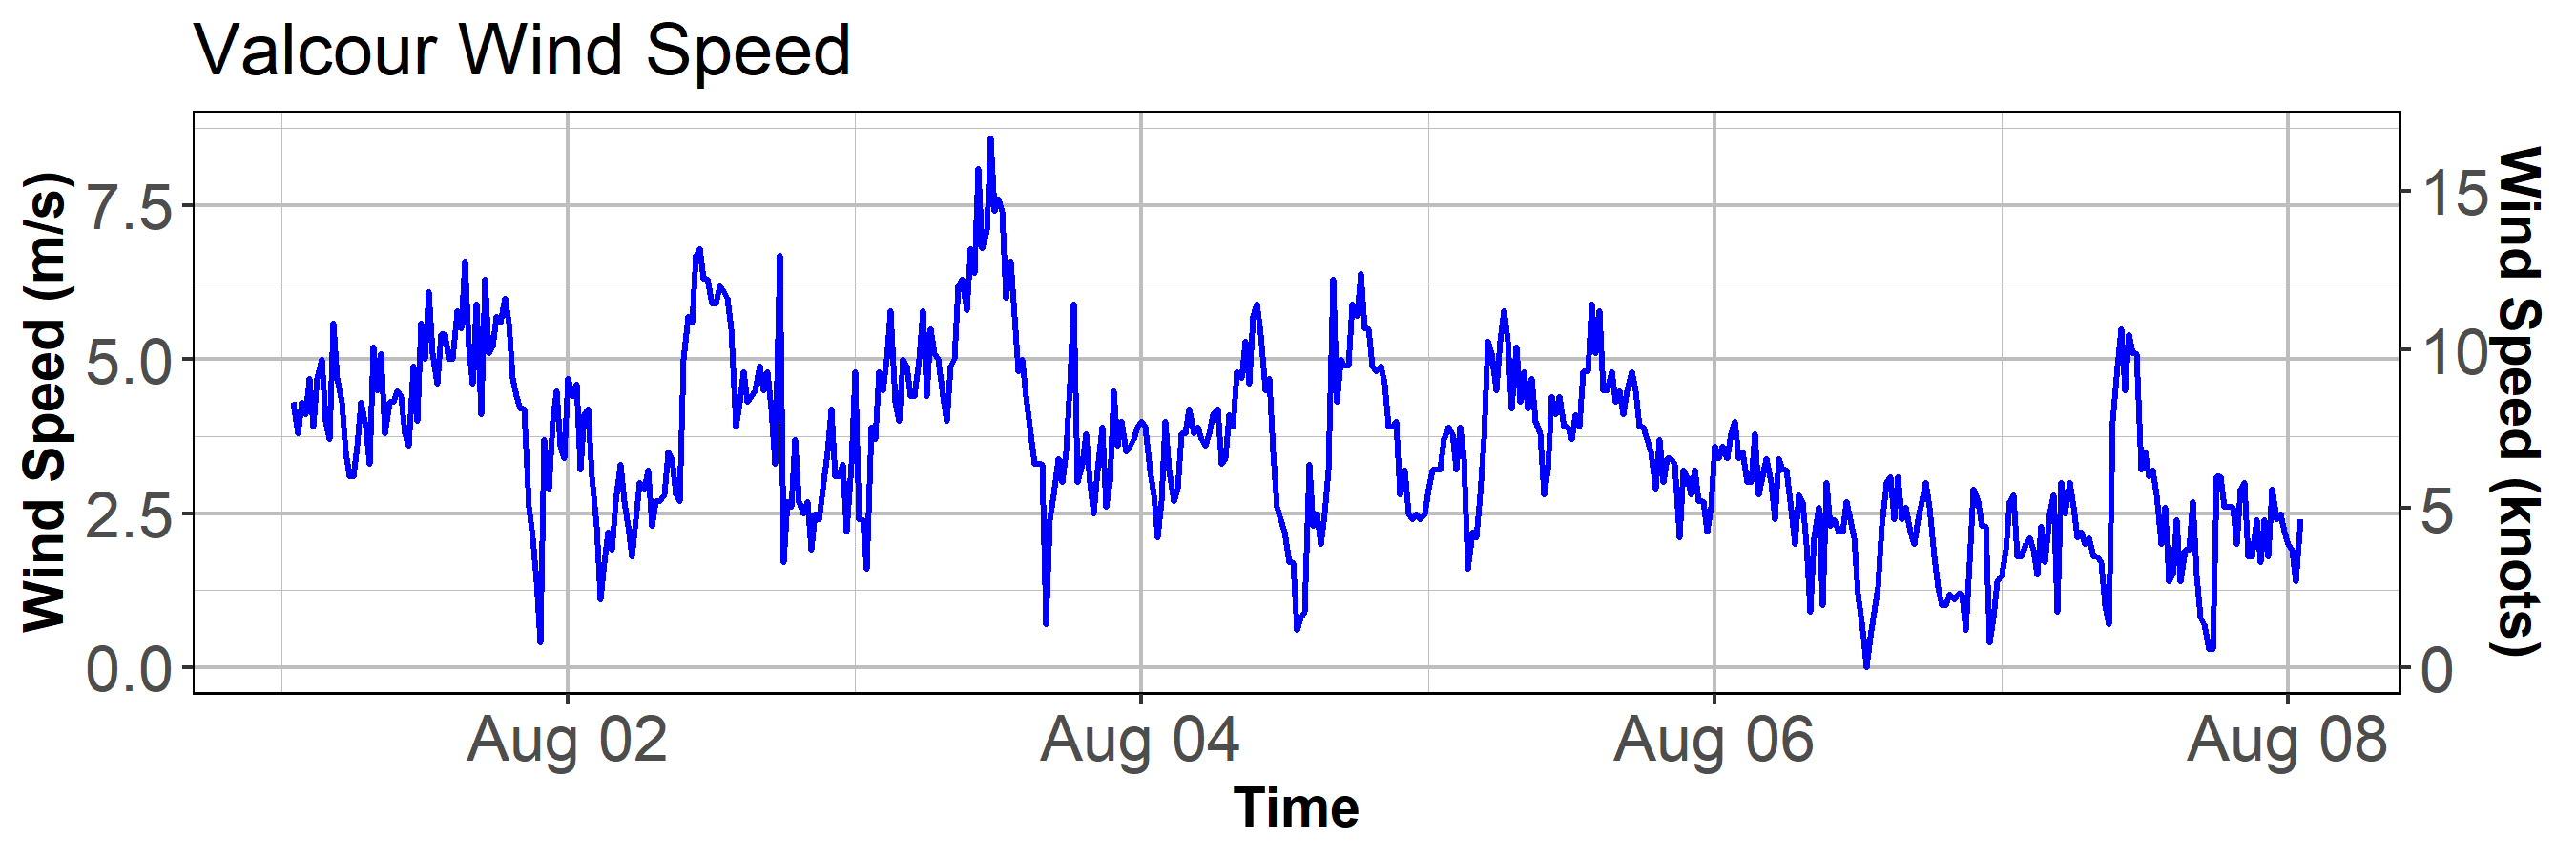 Valcour Wind Speed
Wind Speed (m/s)
7.5
5.0
2.5
0.0
15
10
5
0
Wind Speed (knots)
Aug 02 Aug 04 Aug 06 Aug 08
Time